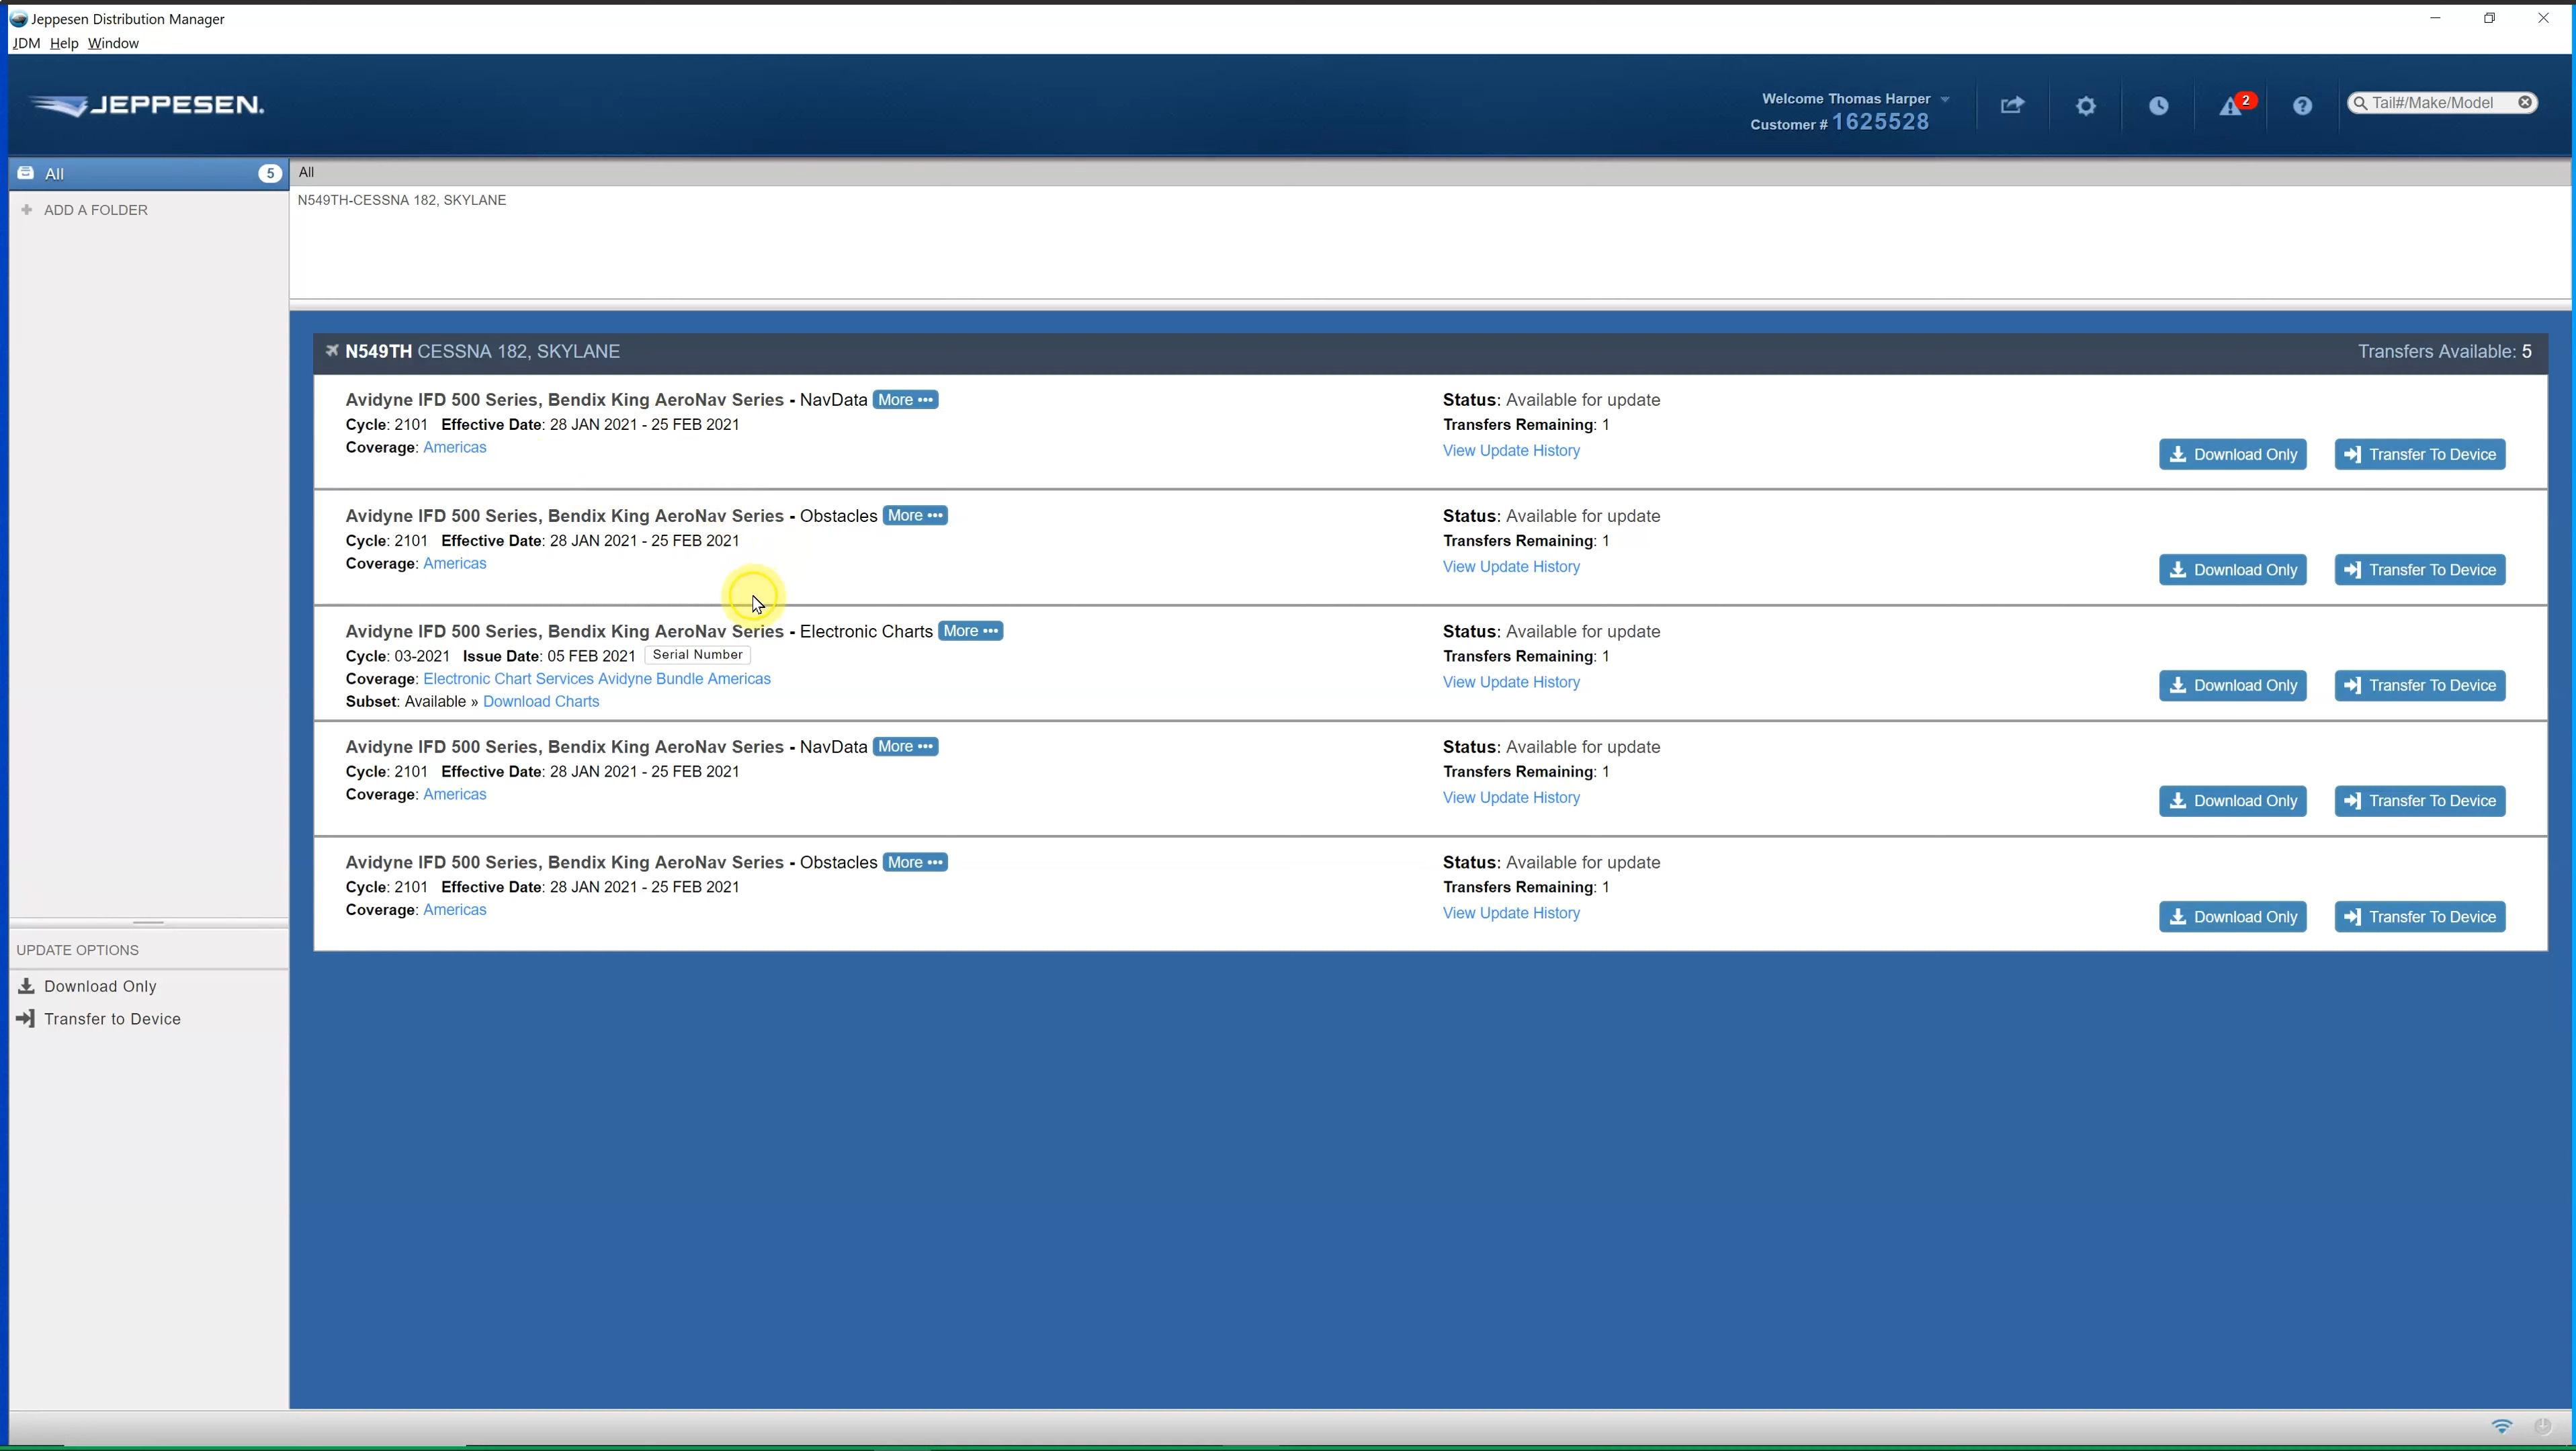 Jeppesen Distribution Manager
JDM Help Window
JEPPESEN.
Welcome Thomas Harper
Customer # 1625528
2
Tail#/Make/Model
All 5
ADD A FOLDER
All
N549TH-CESSNA 182, SKYLANE
N549TH CESSNA 182, SKYLANE Transfers Available: 5
Avidyne IFD 500 Series, Bendix King AeroNav Series - NavData More •••
Cycle: 2101 Effective Date: 28 JAN 2021 - 25 FEB 2021
Coverage: Americas
Status: Available for update
Transfers Remaining: 1
View Update History
Download Only Transfer To Device
Avidyne IFD 500 Series, Bendix King AeroNav Series - Obstacles More •••
Cycle: 2101 Effective Date: 28 JAN 2021 - 25 FEB 2021
Coverage: Americas
Status: Available for update
Transfers Remaining: 1
View Update History
Download Only Transfer To Device
Avidyne IFD 500 Series, Bendix King AeroNav Series - Electronic Charts More •••
Cycle: 03-2021 Issue Date: 05 FEB 2021 Serial Number
Coverage: Electronic Chart Services Avidyne Bundle Americas
Subset: Available » Download Charts
Status: Available for update
Transfers Remaining: 1
View Update History
Download Only Transfer To Device
Avidyne IFD 500 Series, Bendix King AeroNav Series - NavData More •••
Cycle: 2101 Effective Date: 28 JAN 2021 - 25 FEB 2021
Coverage: Americas
Status: Available for update
Transfers Remaining: 1
View Update History
Download Only Transfer To Device
Avidyne IFD 500 Series, Bendix King AeroNav Series - Obstacles More •••
Cycle: 2101 Effective Date: 28 JAN 2021 - 25 FEB 2021
Coverage: Americas
Status: Available for update
Transfers Remaining: 1
View Update History
Download Only Transfer To Device
UPDATE OPTIONS
Download Only
Transfer to Device